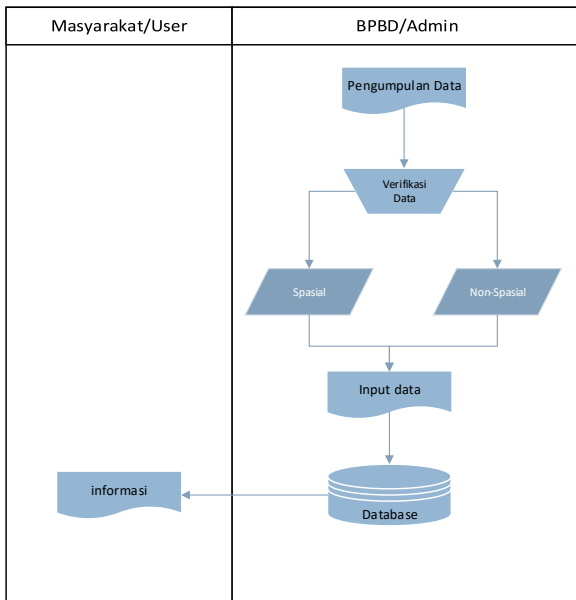 Masyarakat/User
BPBD/Admin
Pengumpulan Data
Verifikasi
Data
Spasial
Non-Spasial
Input data
informasi
Database